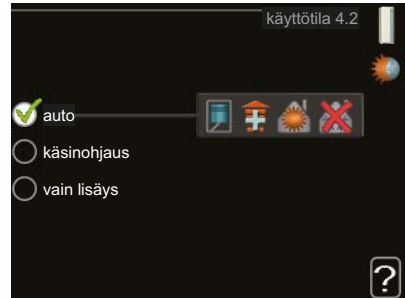 käyttötila 4.2
auto
käsinohjaus
vain lisäys
?